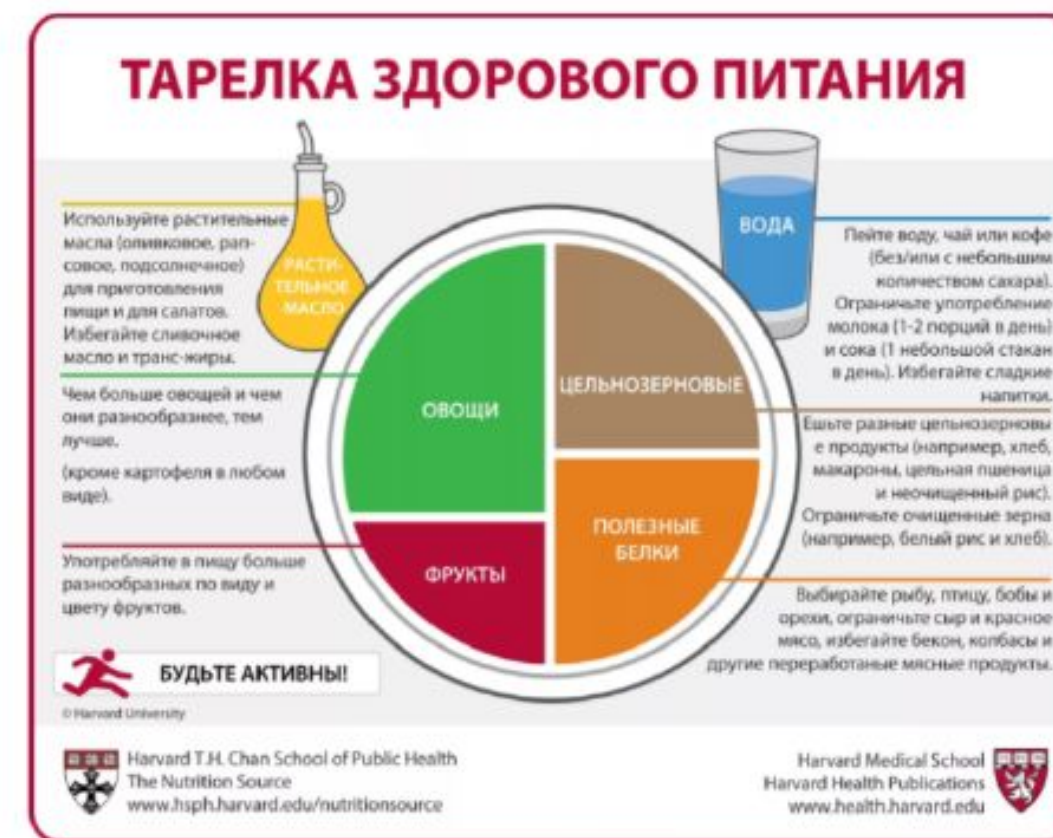 ТАРЕЛКА ЗДОРОВОГО ПИТАНИЯ
Используйте растительные
масла (оливковое, рап-
совое, подсолнечное)
для приготовления
пищи и для салатов.
Избегайте сливочное
масло и транс-жиры.
РАСТИ-
ТЕЛЬНОЕ
МАСЛО
Чем больше овощей и чем
они разнообразнее, тем
лучше.
(кроме картофеля в любом
виде).
Употребляйте в пищу больше
разнообразных по виду и
цвету фруктов.
ОВОЩИ
ФРУКТЫ
ЦЕЛЬНОЗЕРНОВЫЕ
ПОЛЕЗНЫЕ
БЕЛКИ
ВОДА
Пейте воду, чай или кофе
(без/или с небольшим
количеством сахара).
Ограничьте употребление
молока (1-2 порций в день)
и сока (1 небольшой стакан
в день). Избегайте сладкие
напитки.
Ешьте разные цельнозерновы
е продукты (например, хлеб,
макароны, цельная пшеница
и неочищенный рис).
Ограничьте очищенные зерна
(например, белый рис и хлеб).
Выбирайте рыбу, птицу, бобы и
орехи, ограничьте сыр и красное
мясо, избегайте бекон, колбасы и
другие переработаные мясные продукты.
БУДЬТЕ АКТИВНЫ!
© Harvard University
Harvard T.H. Chan School of Public Health
The Nutrition Source
www.hsph.harvard.edu/nutritionsource
Harvard Medical School
Harvard Health Publications
www.health.harvard.edu